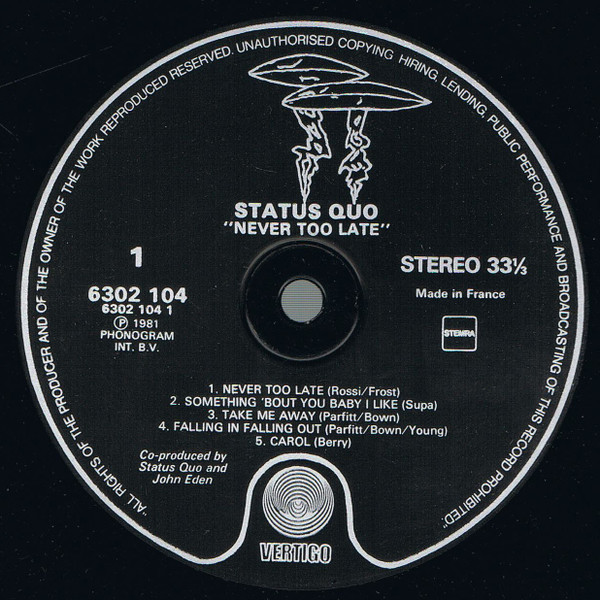 "ALL RIGHTS OF THE PRODUCER AND OF THE OWNER OF THE WORK REPRODUCED RESERVED. UNAUTHORISED COPYING HIRING, LENDING, PUBLIC PERFORMANCE AND BROADCASTING OF THIS RECORD PROHIBITED."
STATUS QUO
"NEVER TOO LATE"
1
STEREO 33⅓
6302 104
6302 104 1
Ⓟ 1981
PHONOGRAM
INT. B.V.
Made in France
STEMRA
1. NEVER TOO LATE (Rossi/Frost)
2. SOMETHING 'BOUT YOU BABY I LIKE (Supa)
3. TAKE ME AWAY (Parfitt/Bown)
4. FALLING IN FALLING OUT (Parfitt/Bown/Young)
5. CAROL (Berry)
Co-produced by
Status Quo and
John Eden
VERTIGO